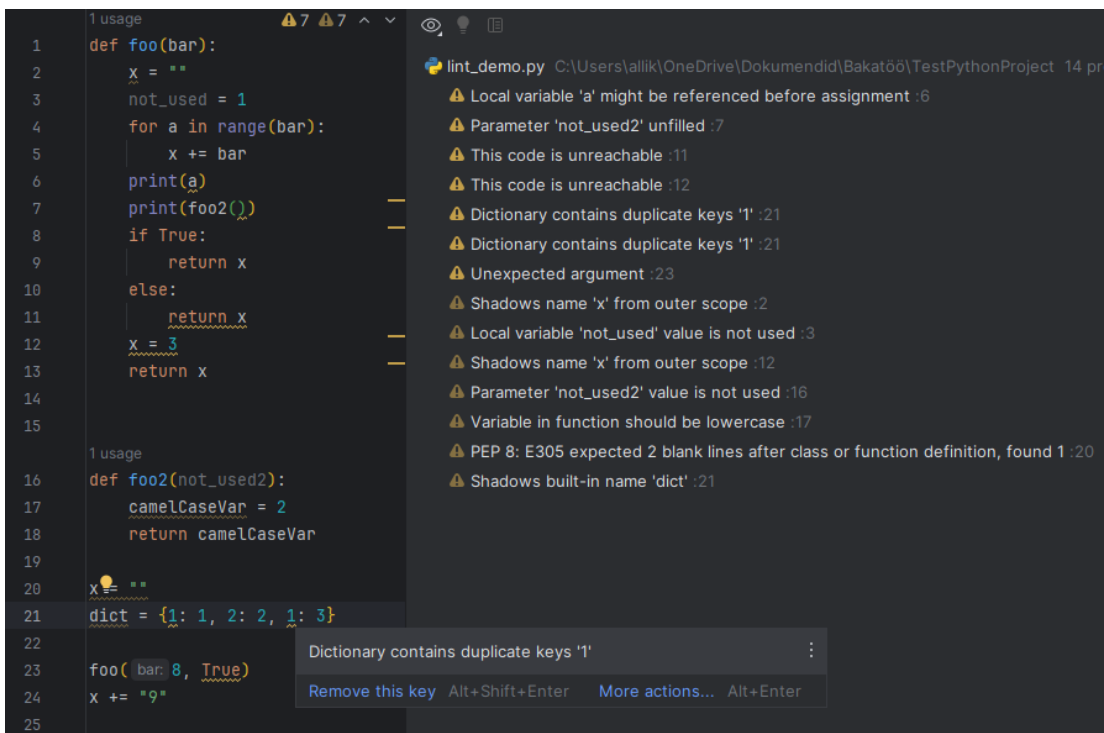 1 usage
7 7
1 def foo(bar):
2 x = ""
3 not_used = 1
4 for a in range(bar):
5 x += bar
6 print(a)
7 print(foo2())
8 if True:
9 return x
10 else:
11 return x
12 x = 3
13 return x
14
15
1 usage
16 def foo2(not_used2):
17 camelCaseVar = 2
18 return camelCaseVar
19
20 x = ""
21 dict = {1: 1, 2: 2, 1: 3}
22
23 foo( bar: 8, True)
24 x += "9"
25
lint_demo.py C:\Users\allik\OneDrive\Dokumendid\Bakatöö\TestPythonProject 14 pr
Local variable 'a' might be referenced before assignment :6
Parameter 'not_used2' unfilled :7
This code is unreachable :11
This code is unreachable :12
Dictionary contains duplicate keys '1' :21
Dictionary contains duplicate keys '1' :21
Unexpected argument :23
Shadows name 'x' from outer scope :2
Local variable 'not_used' value is not used :3
Shadows name 'x' from outer scope :12
Parameter 'not_used2' value is not used :16
Variable in function should be lowercase :17
PEP 8: E305 expected 2 blank lines after class or function definition, found 1 :20
Shadows built-in name 'dict' :21
Dictionary contains duplicate keys '1'
Remove this key Alt+Shift+Enter More actions... Alt+Enter